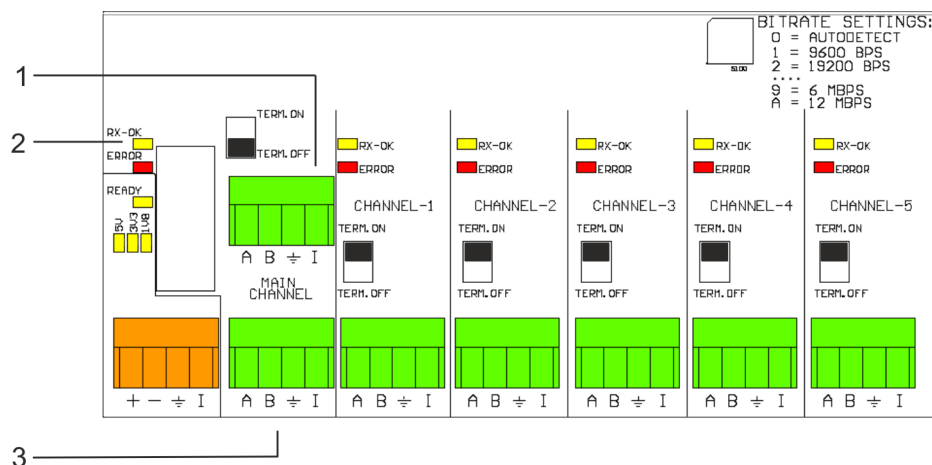 BITRATE SETTINGS:
0 = AUTODETECT
1 = 9600 BPS
2 = 19200 BPS
....
9 = 6 MBPS
A = 12 MBPS
S100
1
2
3
TERM.ON
TERM.OFF
RX-OK
ERROR
READY
5V 3V3 1V8
A B ⏚ I
MAIN
CHANNEL
RX-OK RX-OK RX-OK RX-OK RX-OK
ERROR ERROR ERROR ERROR ERROR
CHANNEL-1 CHANNEL-2 CHANNEL-3 CHANNEL-4 CHANNEL-5
TERM.ON TERM.ON TERM.ON TERM.ON TERM.ON
TERM.OFF TERM.OFF TERM.OFF TERM.OFF TERM.OFF
+ − ⏚ I A B ⏚ I A B ⏚ I A B ⏚ I A B ⏚ I A B ⏚ I A B ⏚ I